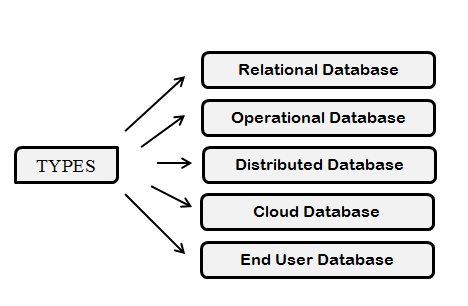 TYPES
Relational Database
Operational Database
Distributed Database
Cloud Database
End User Database